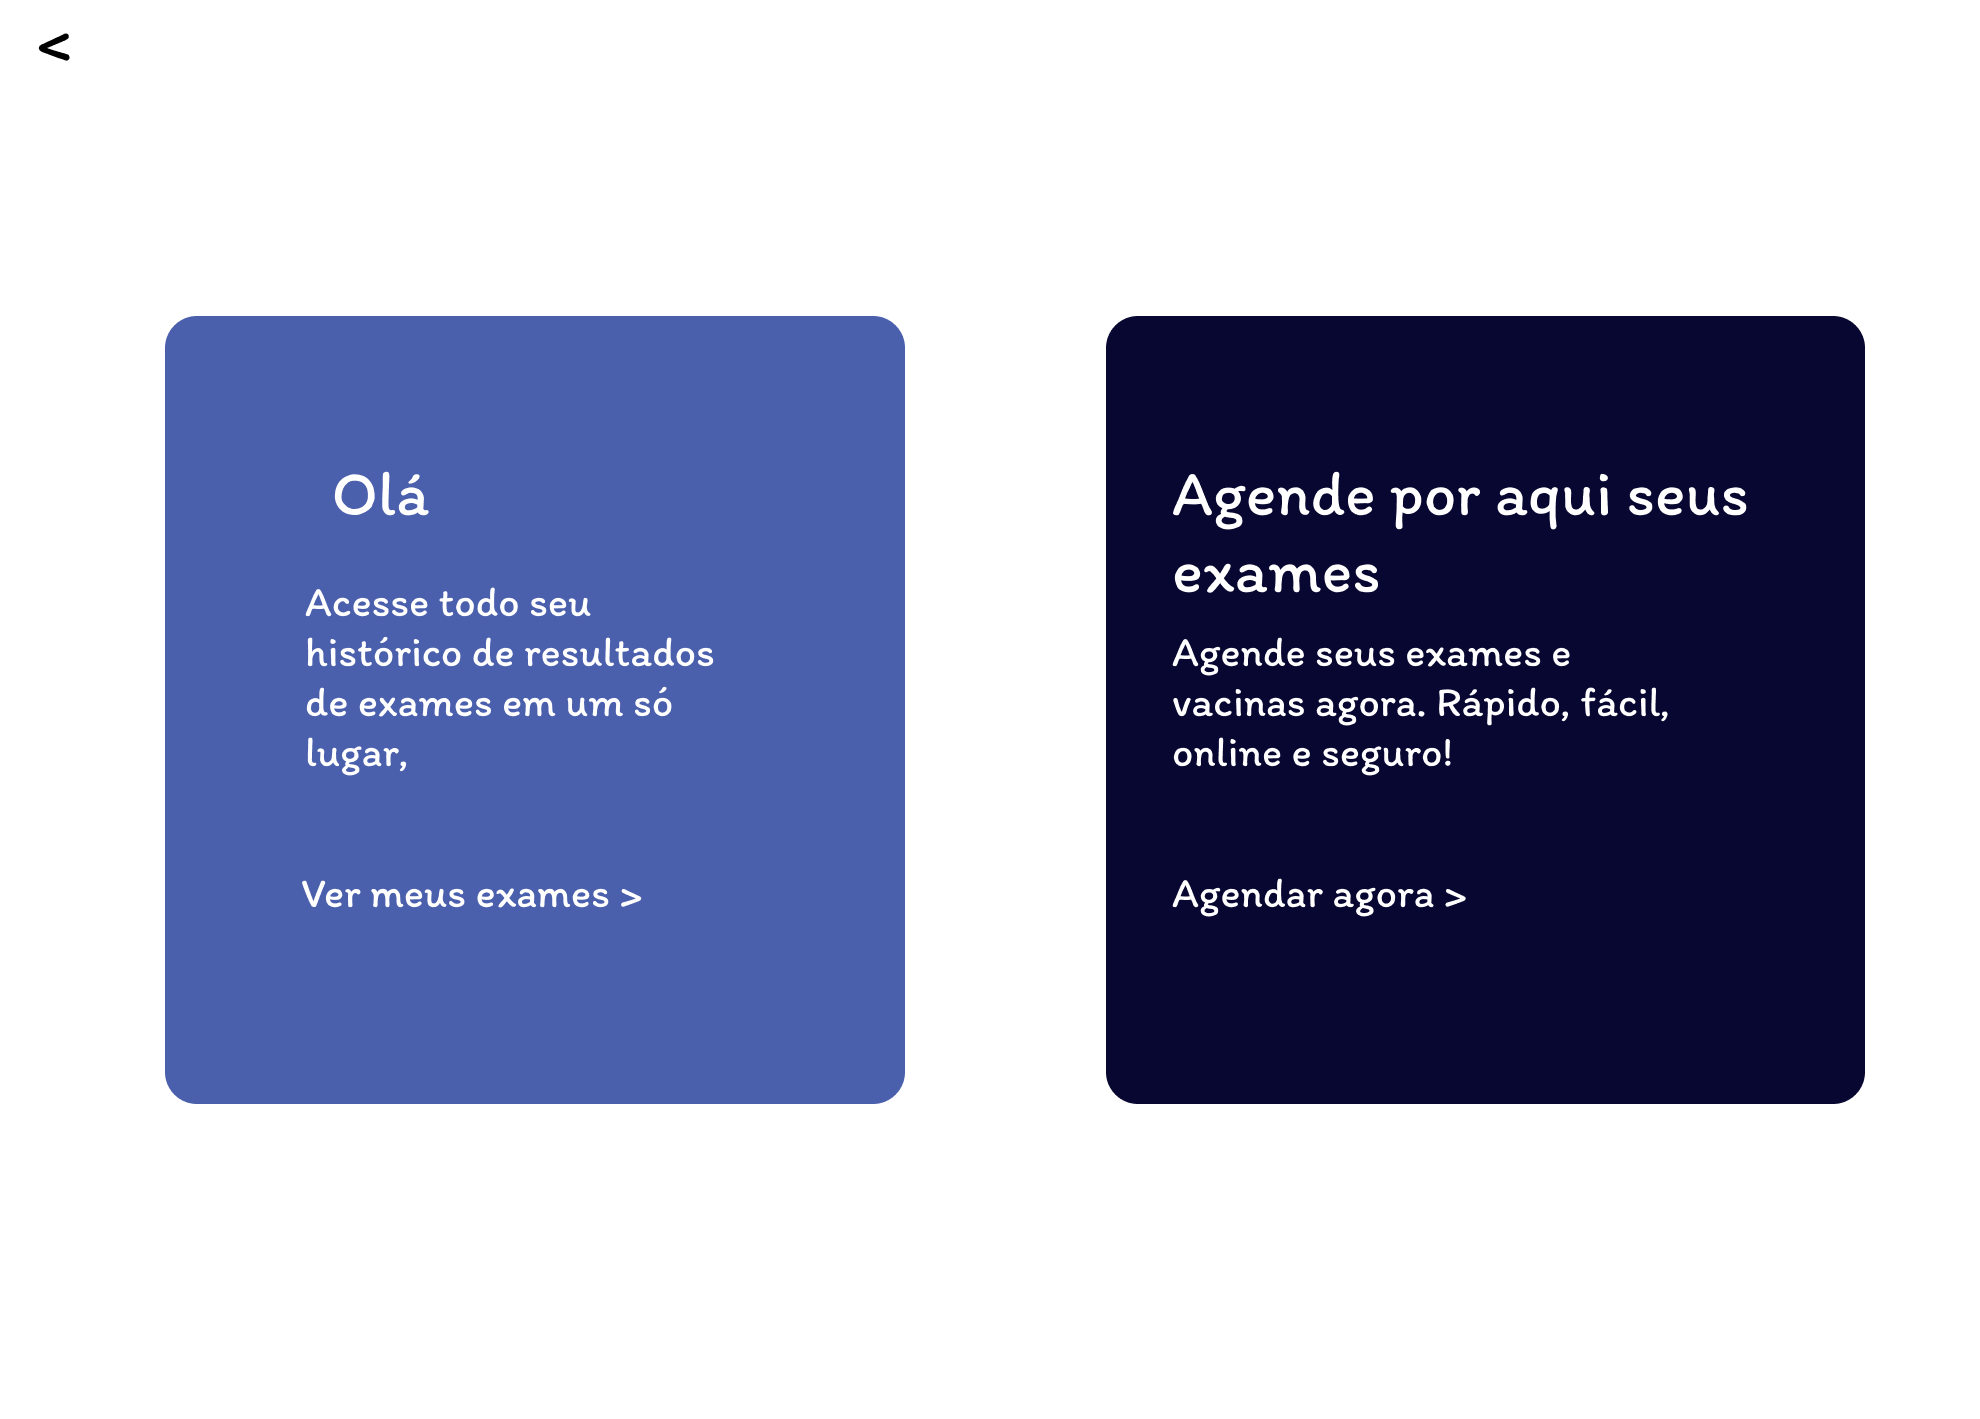 <
Olá
Acesse todo seu
histórico de resultados
de exames em um só
lugar,
Ver meus exames >
Agende por aqui seus
exames
Agende seus exames e
vacinas agora. Rápido, fácil,
online e seguro!
Agendar agora >